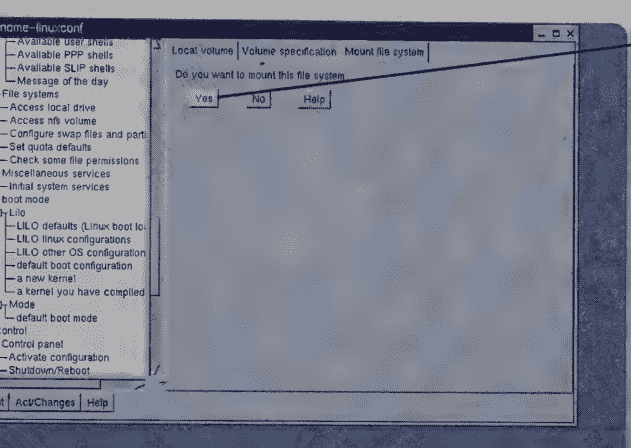 name-linuxconf
Available user shells
Available PPP shells
Available SLIP shells
Message of the day
File systems
Access local drive
Access nfs volume
Configure swap files and parti
Set quota defaults
Check some file permissions
Miscellaneous services
Initial system services
boot mode
Lilo
LILO defaults (Linux boot lo
LILO linux configurations
LILO other OS configuration
default boot configuration
a new kernel
a kernel you have compiled
Mode
default boot mode
ontrol
Control panel
Activate configuration
Shutdown/Reboot
Act/Changes Help
Local volume Volume specification Mount file system
Do you want to mount this file system
Yes No Help